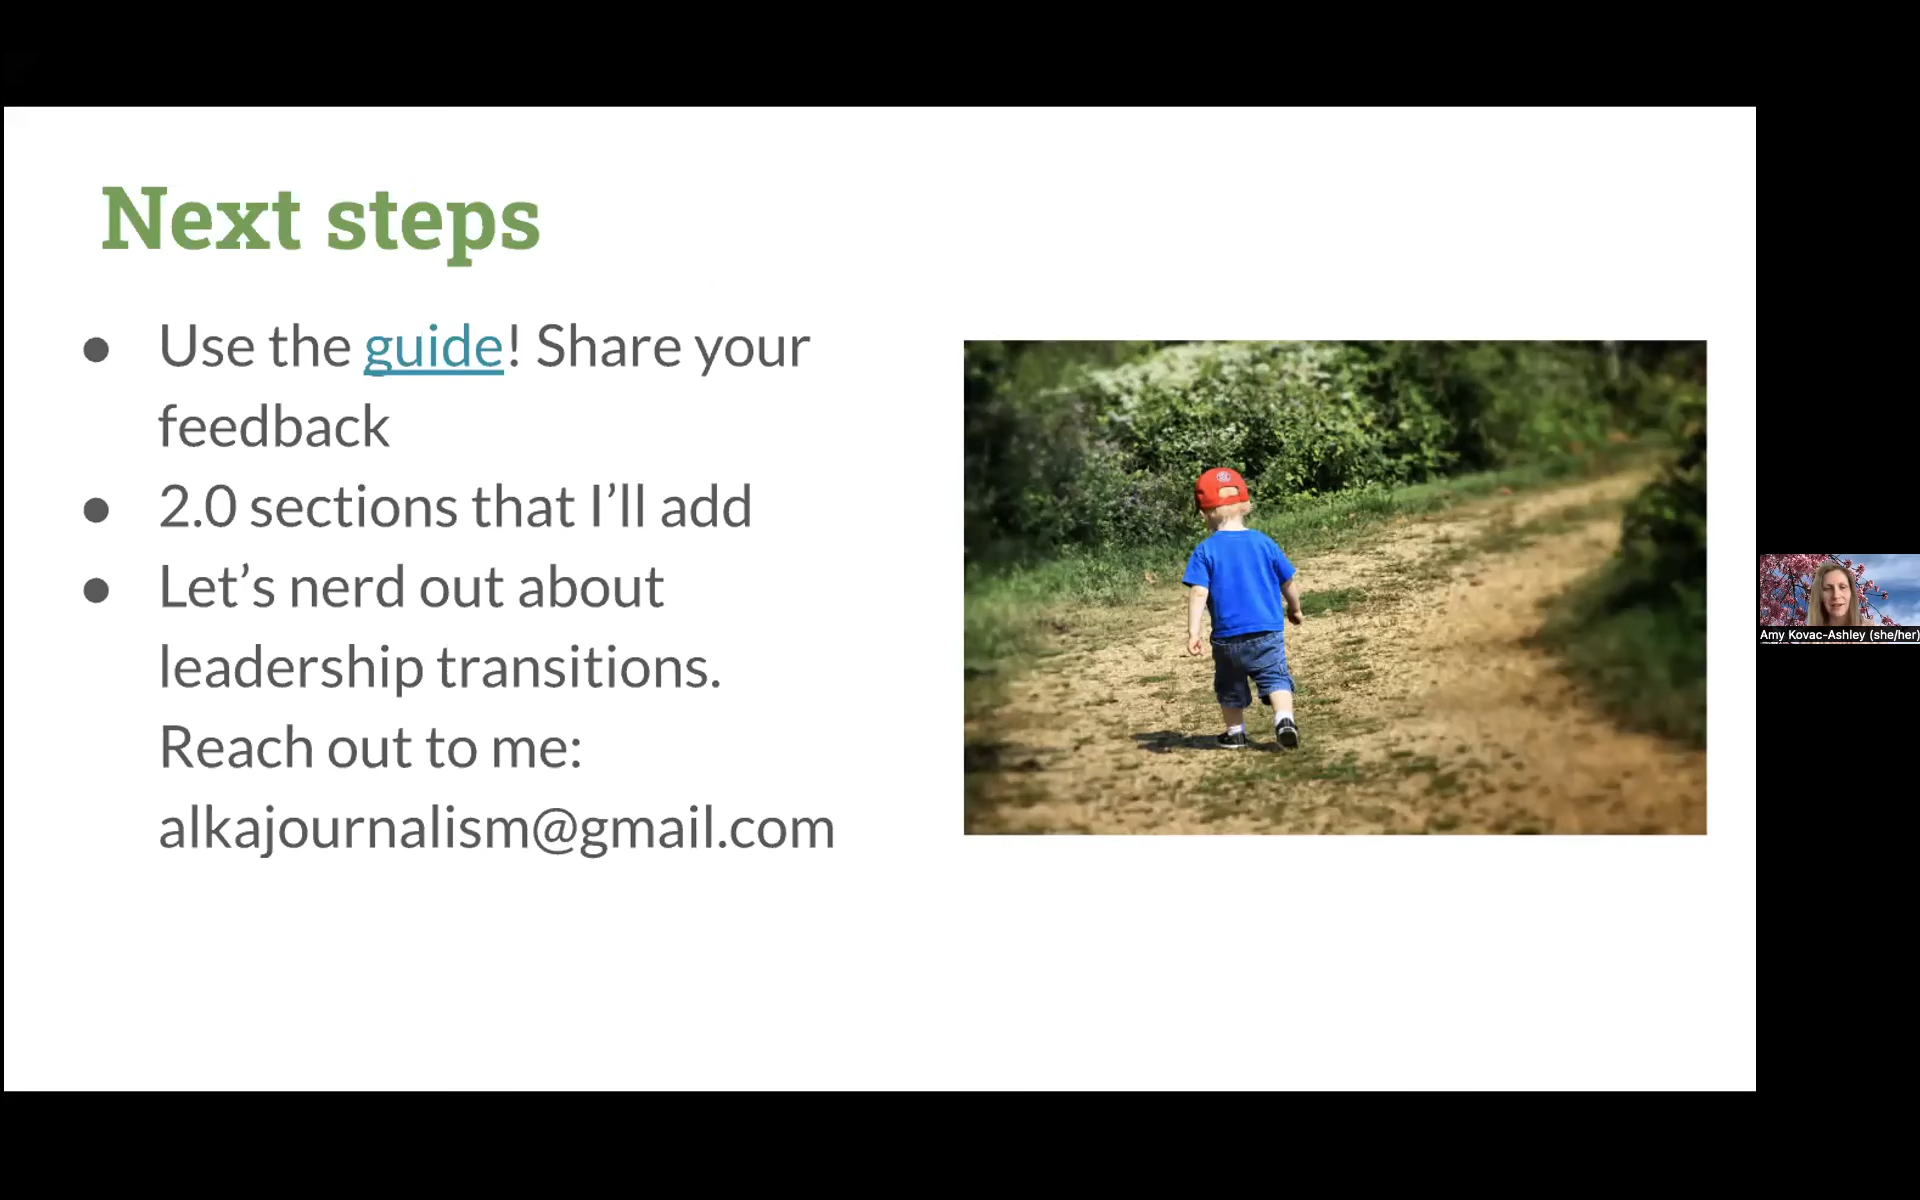 Next steps
● Use the guide! Share your
feedback
● 2.0 sections that I’ll add
● Let’s nerd out about
leadership transitions.
Reach out to me:
alkajournalism@gmail.com
Amy Kovac-Ashley (she/her)